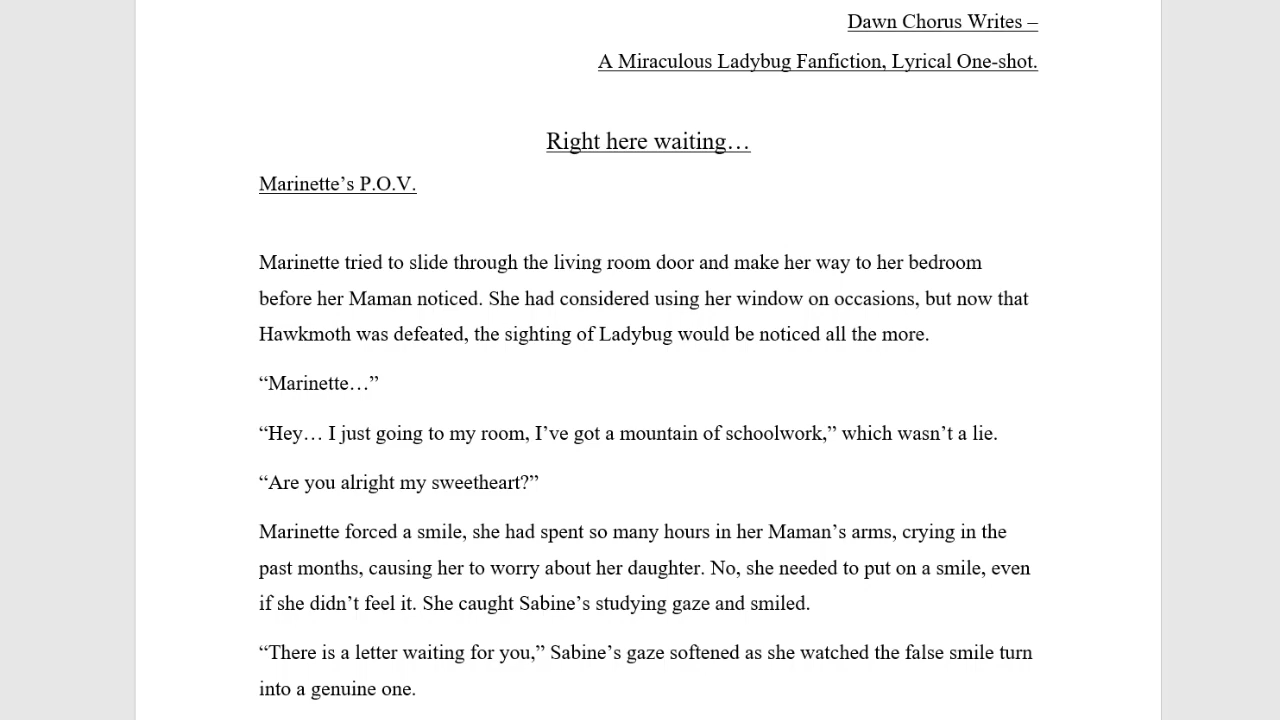 Dawn Chorus Writes –
A Miraculous Ladybug Fanfiction, Lyrical One-shot.
Right here waiting…
Marinette’s P.O.V.
Marinette tried to slide through the living room door and make her way to her bedroom
before her Maman noticed. She had considered using her window on occasions, but now that
Hawkmoth was defeated, the sighting of Ladybug would be noticed all the more.
“Marinette…”
“Hey… I just going to my room, I’ve got a mountain of schoolwork,” which wasn’t a lie.
“Are you alright my sweetheart?”
Marinette forced a smile, she had spent so many hours in her Maman’s arms, crying in the
past months, causing her to worry about her daughter. No, she needed to put on a smile, even
if she didn’t feel it. She caught Sabine’s studying gaze and smiled.
“There is a letter waiting for you,” Sabine’s gaze softened as she watched the false smile turn
into a genuine one.